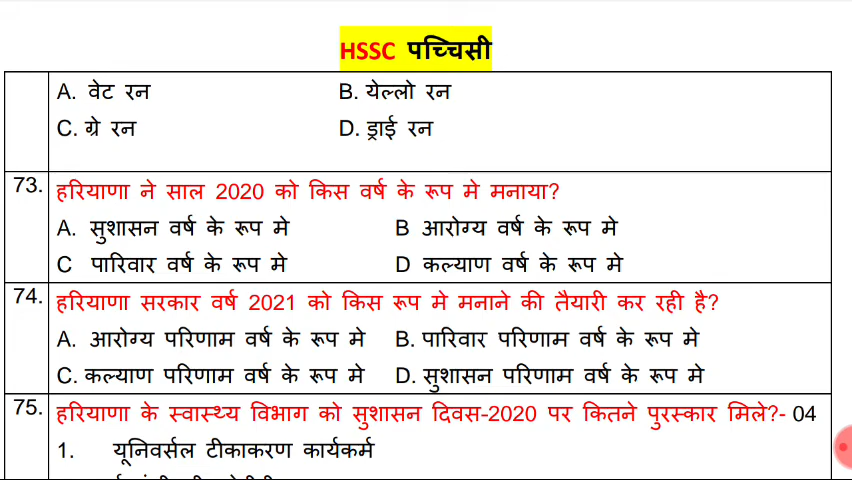 HSSC पच्चिसी
A. वेट रन B. येल्लो रन
C. ग्रे रन D. ड्राई रन
73. हरियाणा ने साल 2020 को किस वर्ष के रूप मे मनाया?
A. सुशासन वर्ष के रूप मे B आरोग्य वर्ष के रूप मे
C पारिवार वर्ष के रूप मे D कल्याण वर्ष के रूप मे
74. हरियाणा सरकार वर्ष 2021 को किस रूप मे मनाने की तैयारी कर रही है?
A. आरोग्य परिणाम वर्ष के रूप मे B. पारिवार परिणाम वर्ष के रूप मे
C. कल्याण परिणाम वर्ष के रूप मे D. सुशासन परिणाम वर्ष के रूप मे
75. हरियाणा के स्वास्थ्य विभाग को सुशासन दिवस-2020 पर कितने पुरस्कार मिले?- 04
1. यूनिवर्सल टीकाकरण कार्यकर्म